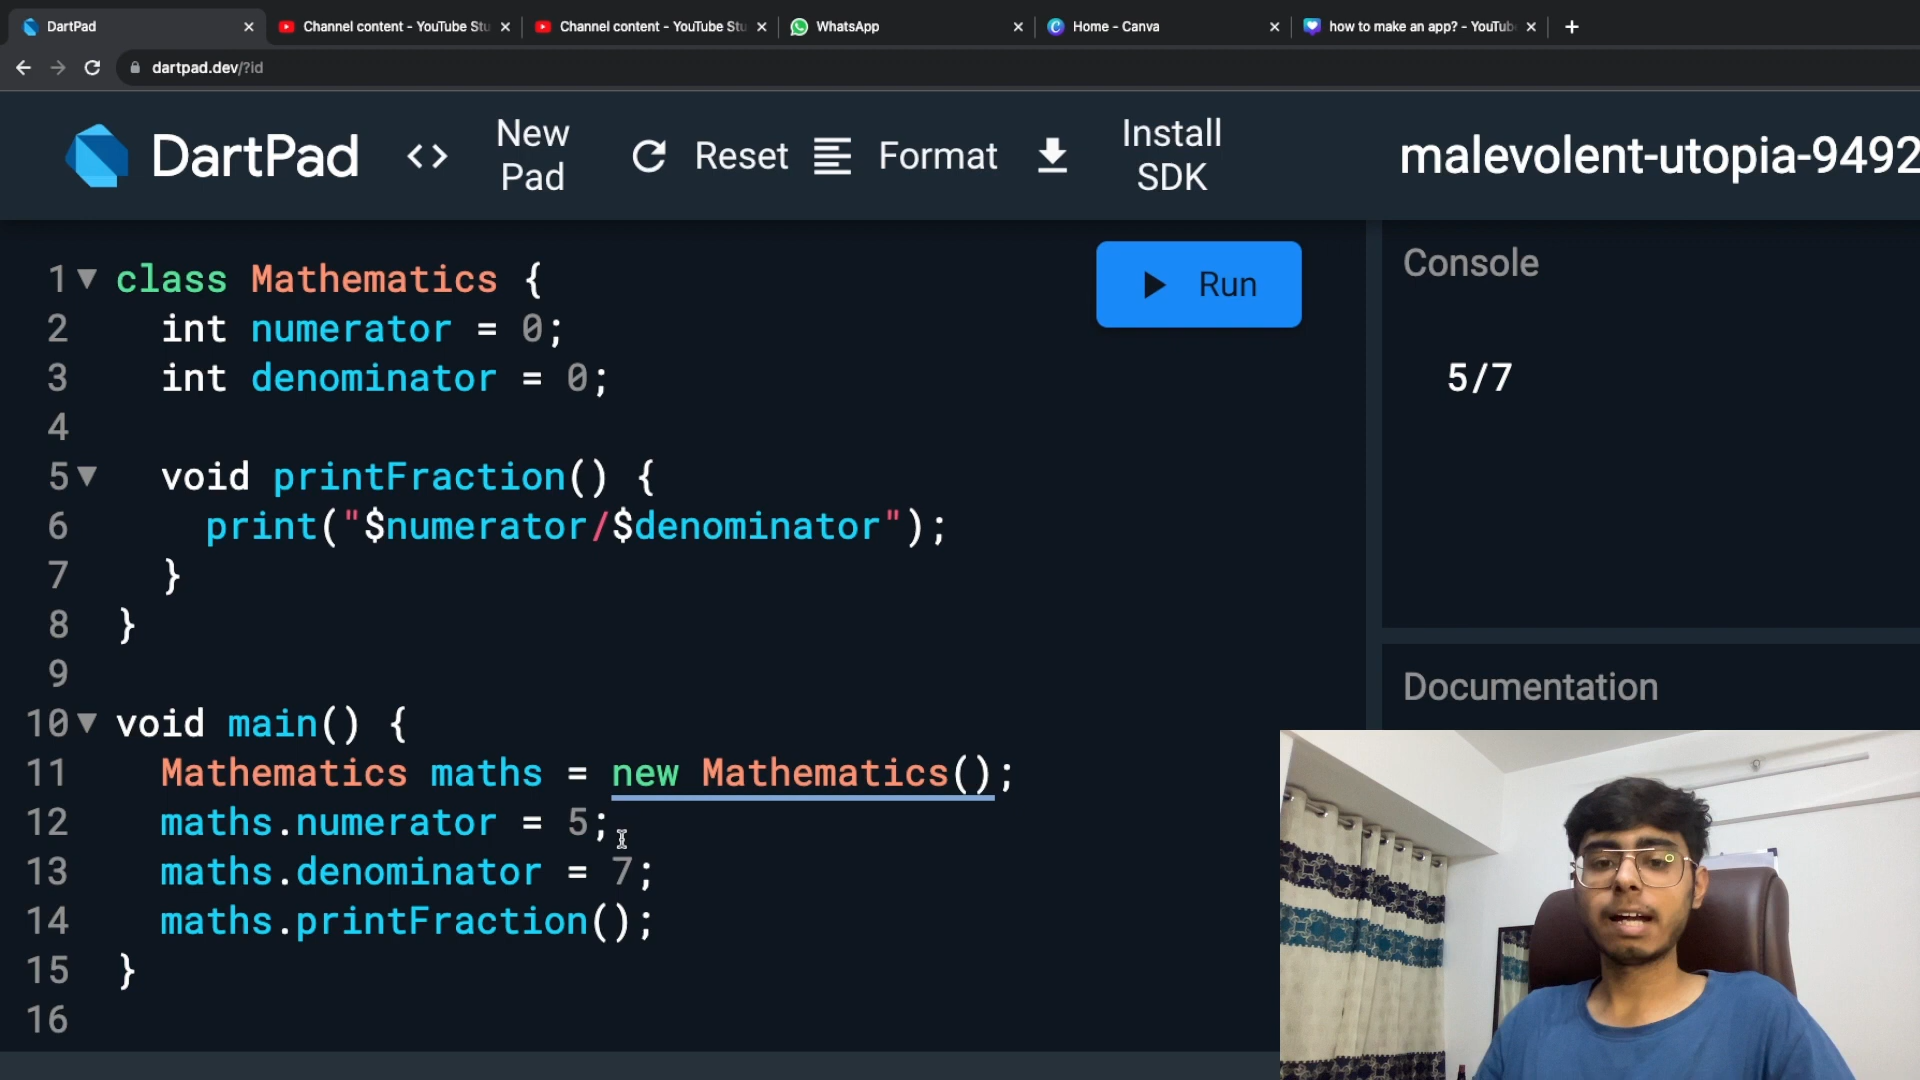 DartPad
Channel content - YouTube Stu
Channel content - YouTube Stu
WhatsApp
Home - Canva
how to make an app? - YouTub
dartpad.dev/?id
DartPad
<>
New
Pad
Reset
Format
Install
SDK
malevolent-utopia-9492
1 class Mathematics {
2 int numerator = 0;
3 int denominator = 0;
4
5 void printFraction() {
6 print("$numerator/$denominator");
7 }
8 }
9
10 void main() {
11 Mathematics maths = new Mathematics();
12 maths.numerator = 5;
13 maths.denominator = 7;
14 maths.printFraction();
15 }
16
Run
Console
5/7
Documentation